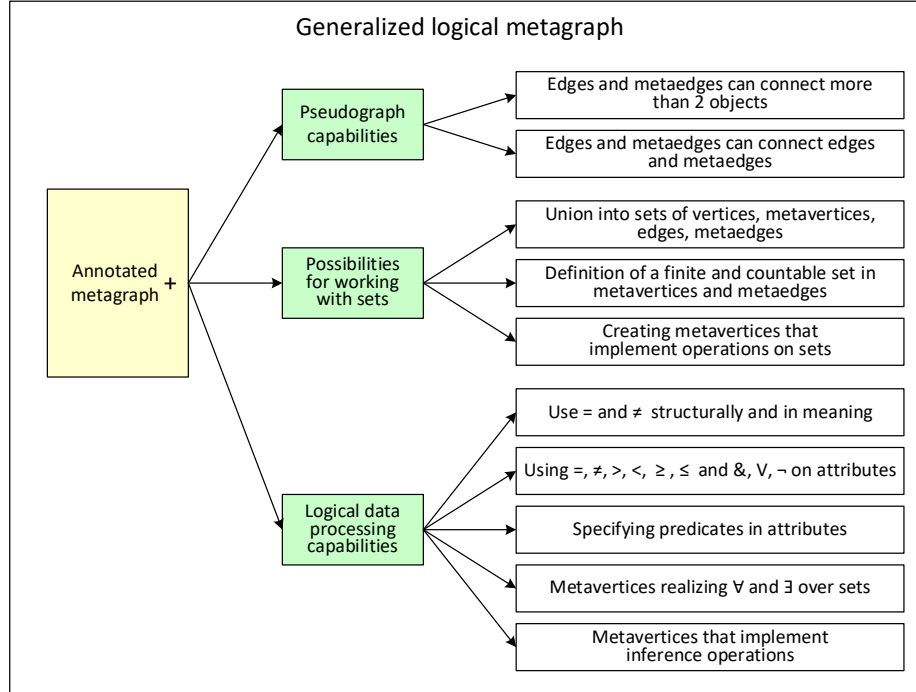 Generalized logical metagraph
Edges and metaedges can connect more
than 2 objects
Pseudograph
capabilities
Edges and metaedges can connect edges
and metaedges
Union into sets of vertices, metavertices,
edges, metaedges
Annotated
metagraph +
Possibilities
for working
with sets
Definition of a finite and countable set in
metavertices and metaedges
Creating metavertices that
implement operations on sets
Use = and ≠ structurally and in meaning
Using =, ≠, >, <, ≥ , ≤ and &, V, ¬ on attributes
Logical data
processing
capabilities
Specifying predicates in attributes
Metavertices realizing ∀ and ∃ over sets
Metavertices that implement
inference operations